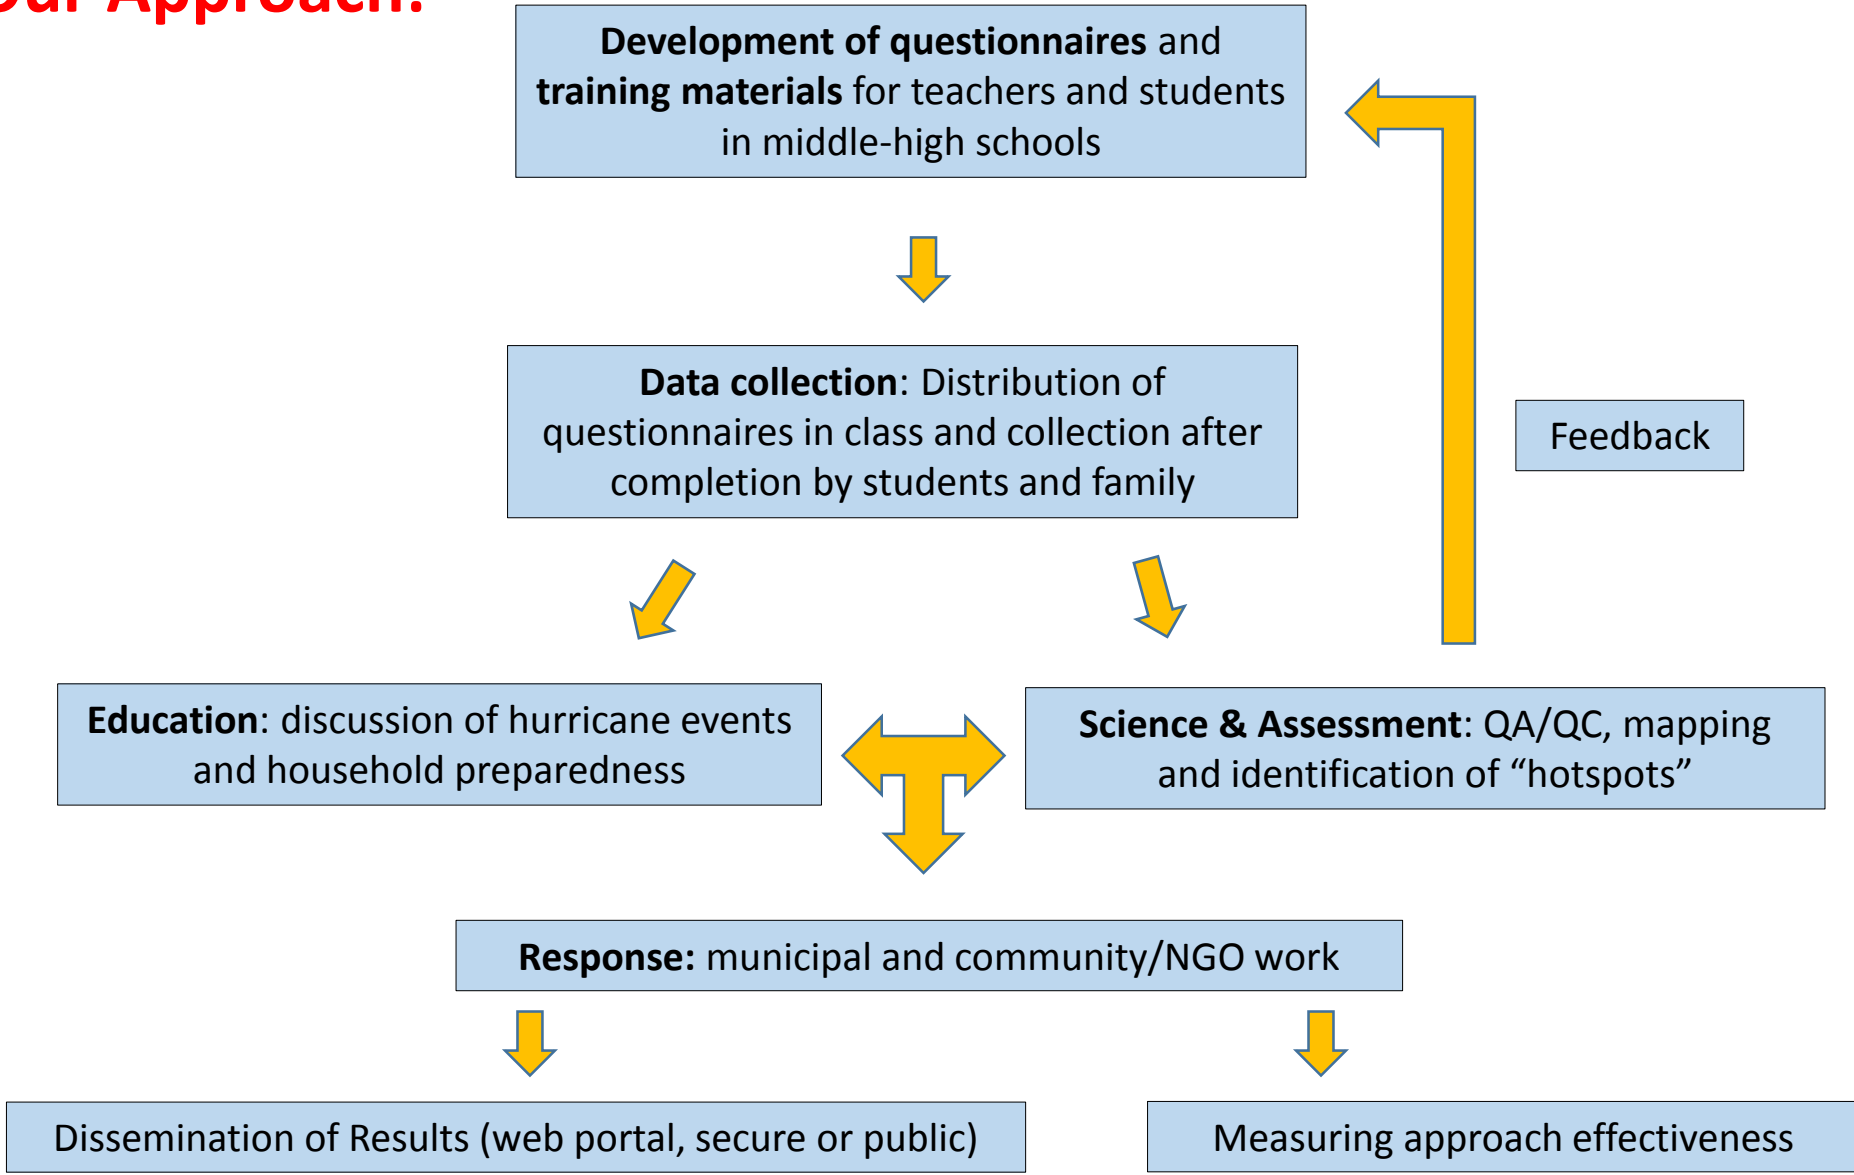 Our Approach:
Development of questionnaires and
training materials for teachers and students
in middle-high schools
Data collection: Distribution of
questionnaires in class and collection after
completion by students and family
Feedback
Education: discussion of hurricane events
and household preparedness
Science & Assessment: QA/QC, mapping
and identification of “hotspots”
Response: municipal and community/NGO work
Dissemination of Results (web portal, secure or public)
Measuring approach effectiveness